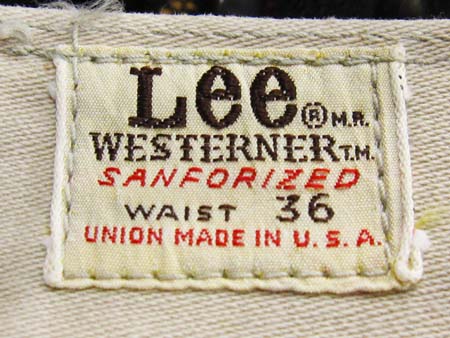 Lee ® M.R.
WESTERNER T.M.
SANFORIZED
WAIST 36
UNION MADE IN U.S.A.